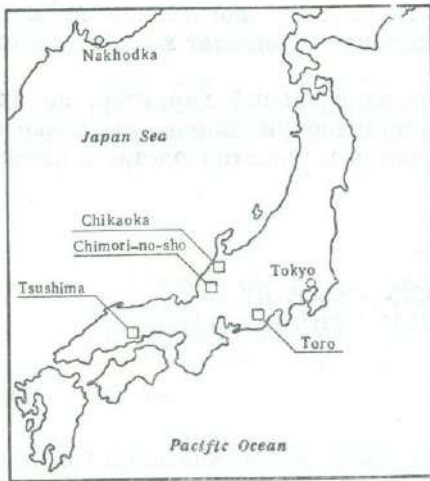 Nakhodka
Japan Sea
Chikaoka
Chimori-no-sho
Tokyo
Tsushima
Toro
Pacific Ocean